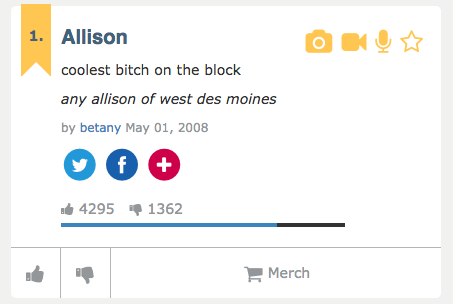 1.
Allison
coolest bitch on the block
any allison of west des moines
by betany May 01, 2008
4295 1362
Merch